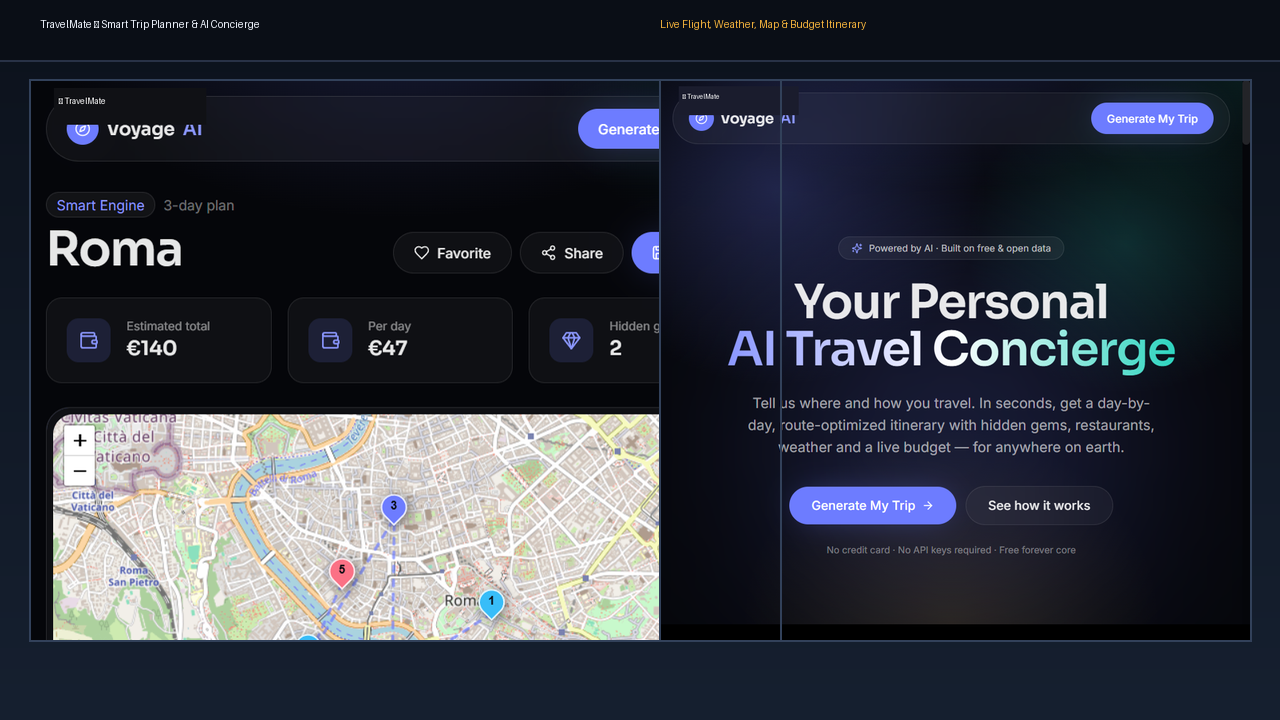 TravelMate Smart Trip Planner & AI Concierge
Live Flight, Weather, Map & Budget Itinerary
TravelMate
Voyage AI
Generate
Smart Engine
3-day plan
Roma
Favorite
Share
Estimated total
€140
Per day
€47
Hidden g
2
Civitas Vaticana
Città del
Vaticano
+
−
Città del
Vaticano
Roma
San Pietro
Tevere
3
5
1
Rom
TravelMate
Voyage AI
Generate My Trip
Powered by AI · Built on free & open data
Your Personal
AI Travel Concierge
Tell us where and how you travel. In seconds, get a day-by-
day, route-optimized itinerary with hidden gems, restaurants,
weather and a live budget — for anywhere on earth.
Generate My Trip →
See how it works
No credit card · No API keys required · Free forever core